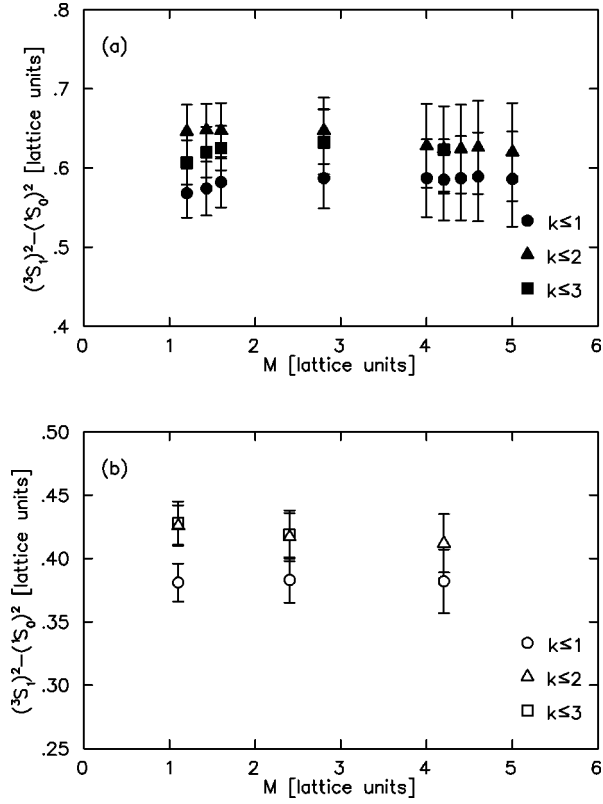 (a)
.8
.7
.6
.5
.4
(³S₁)²−(¹S₀)² [lattice units]
k≤1
k≤2
k≤3
0 1 2 3 4 5 6
M [lattice units]
(b)
.50
.45
.40
.35
.30
.25
(³S₁)²−(¹S₀)² [lattice units]
k≤1
k≤2
k≤3
0 1 2 3 4 5 6
M [lattice units]